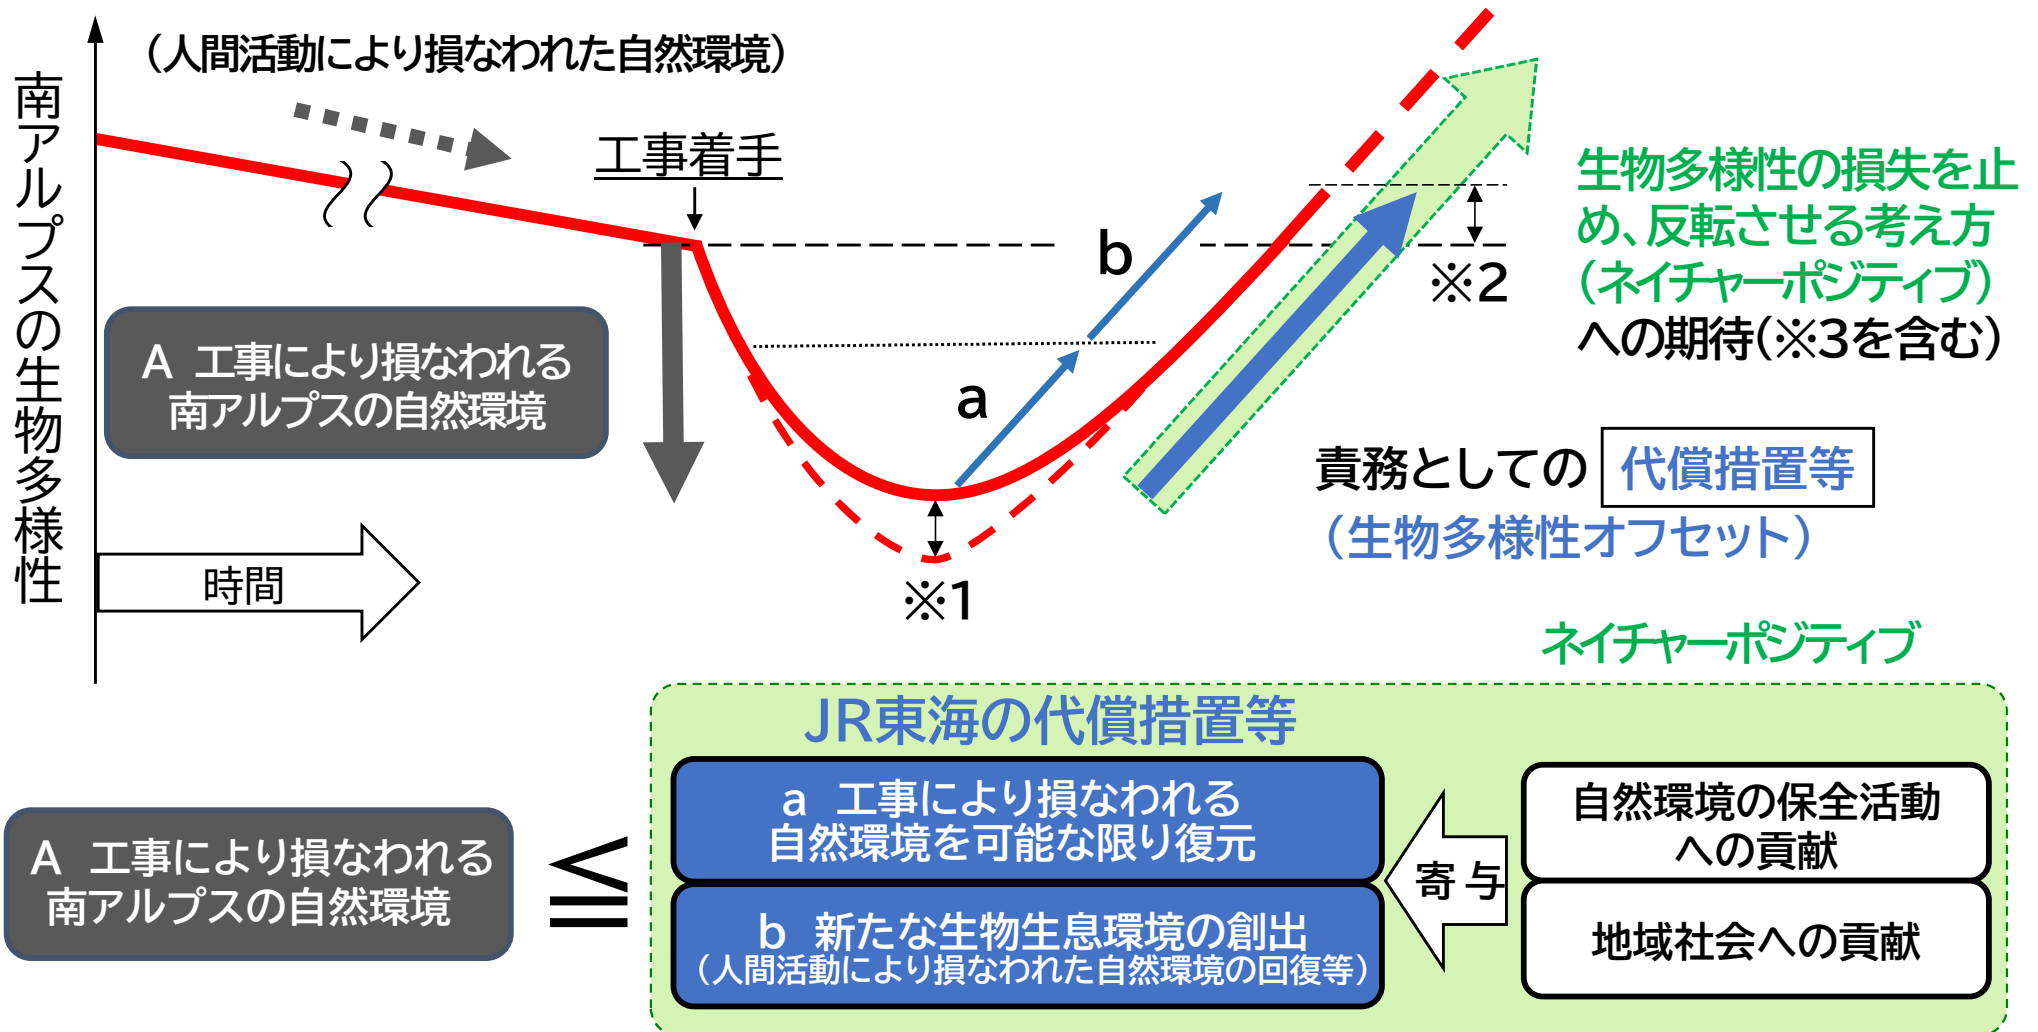 南アルプスの生物多様性
（人間活動により損なわれた自然環境）
工事着手
A　工事により損なわれる
南アルプスの自然環境
時間
a
b
※1
※2
生物多様性の損失を止
め、反転させる考え方
（ネイチャーポジティブ）
への期待(※3を含む)
責務としての 代償措置等
（生物多様性オフセット）
ネイチャーポジティブ
JR東海の代償措置等
A　工事により損なわれる
南アルプスの自然環境
≦
a　工事により損なわれる
自然環境を可能な限り復元
b　新たな生物生息環境の創出
（人間活動により損なわれた自然環境の回復等）
寄与
自然環境の保全活動
への貢献
地域社会への貢献